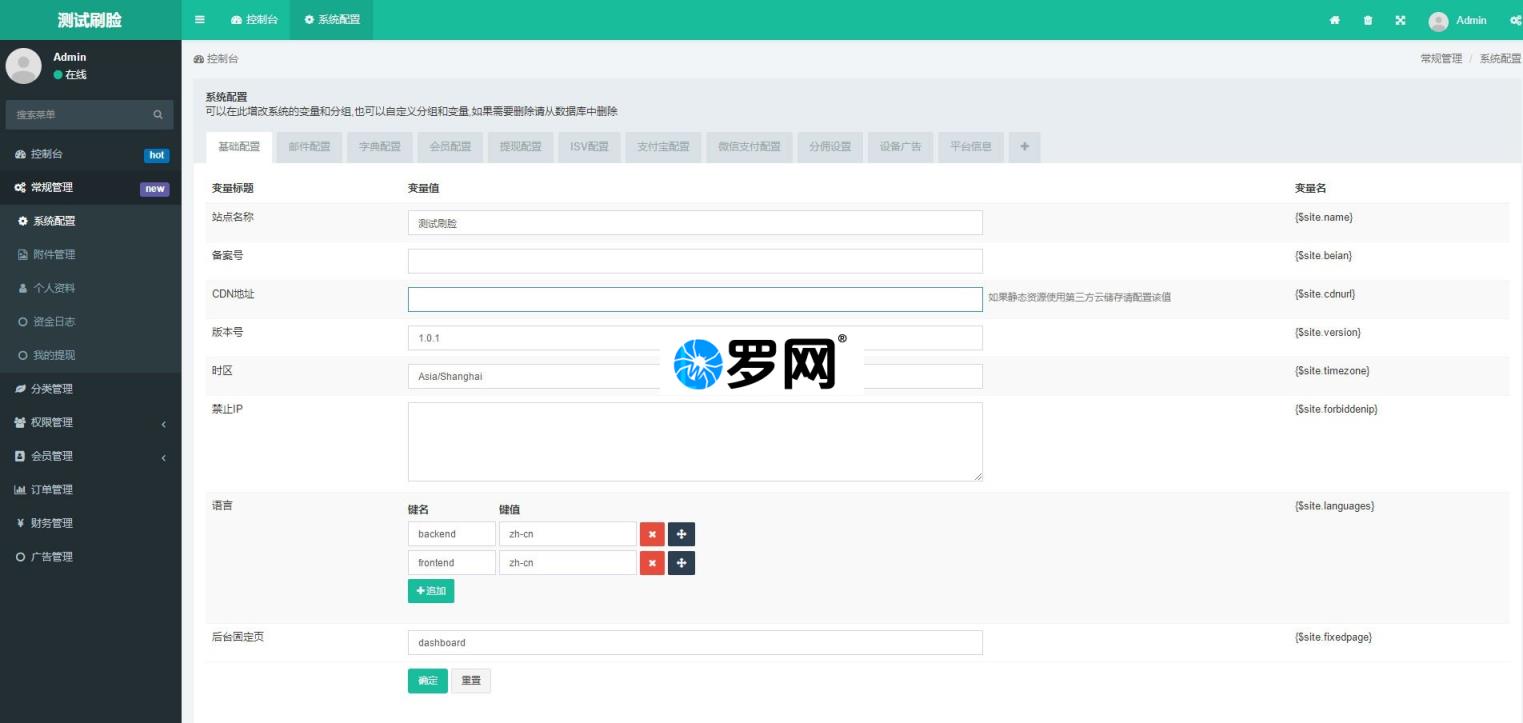 测试刷脸
控制台
系统配置
Admin
Admin
在线
搜索菜单
控制台 hot
常规管理 new
系统配置
附件管理
个人资料
资金日志
我的提现
分类管理
权限管理
会员管理
订单管理
财务管理
广告管理
控制台
常规管理 / 系统配置
系统配置
可以在此增改系统的变量和分组,也可以自定义分组和变量,如果需要删除请从数据库中删除
基础配置 邮件配置 字典配置 会员配置 提现配置 ISV配置 支付宝配置 微信支付配置 分佣设置 设备广告 平台信息
变量标题 变量值 变量名
站点名称 测试刷脸 {$site.name}
备案号 {$site.beian}
CDN地址 如果静态资源使用第三方云储存请配置该值 {$site.cdnurl}
版本号 1.0.1 {$site.version}
罗网®
时区 Asia/Shanghai {$site.timezone}
禁止IP {$site.forbiddenip}
语言 键名 键值 {$site.languages}
backend zh-cn
frontend zh-cn
追加
后台固定页 dashboard {$site.fixedpage}
确定 重置